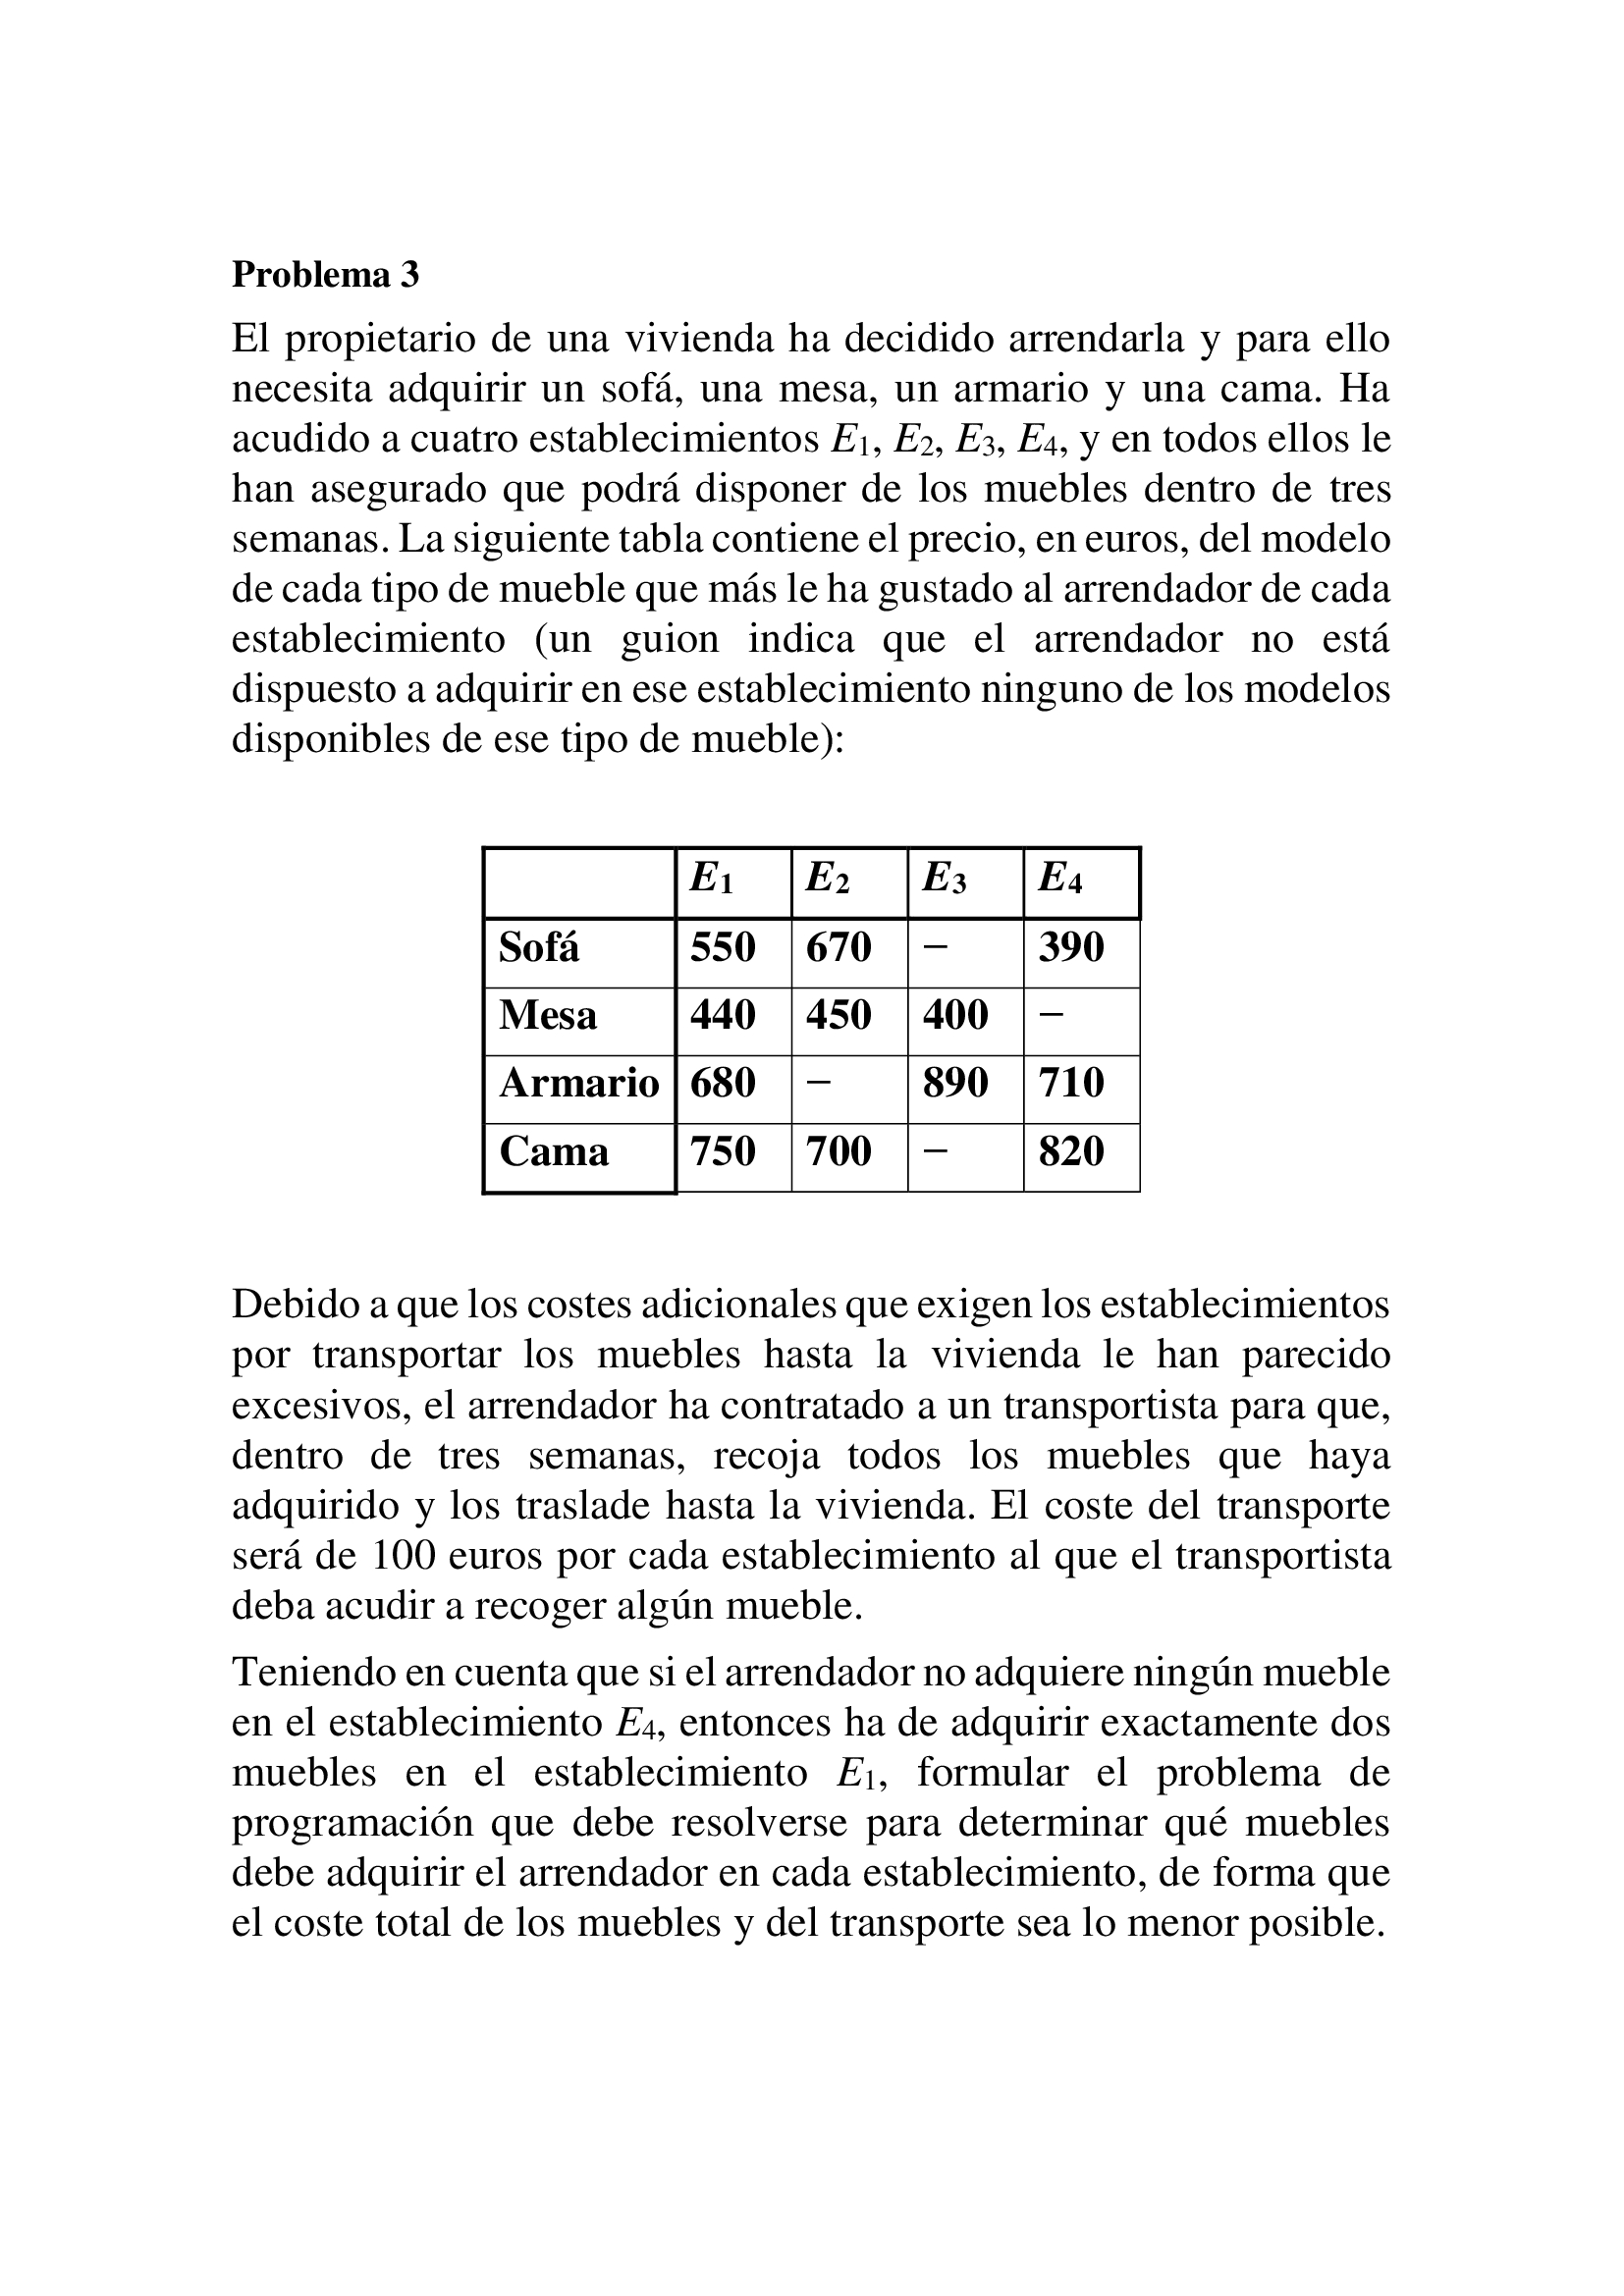 Problema 3
El propietario de una vivienda ha decidido arrendarla y para ello
necesita adquirir un sofá, una mesa, un armario y una cama. Ha
acudido a cuatro establecimientos E1, E2, E3, E4, y en todos ellos le
han asegurado que podrá disponer de los muebles dentro de tres
semanas. La siguiente tabla contiene el precio, en euros, del modelo
de cada tipo de mueble que más le ha gustado al arrendador de cada
establecimiento (un guion indica que el arrendador no está
dispuesto a adquirir en ese establecimiento ninguno de los modelos
disponibles de ese tipo de mueble):
E1 E2 E3 E4
Sofá 550 670 – 390
Mesa 440 450 400 –
Armario 680 – 890 710
Cama 750 700 – 820
Debido a que los costes adicionales que exigen los establecimientos
por transportar los muebles hasta la vivienda le han parecido
excesivos, el arrendador ha contratado a un transportista para que,
dentro de tres semanas, recoja todos los muebles que haya
adquirido y los traslade hasta la vivienda. El coste del transporte
será de 100 euros por cada establecimiento al que el transportista
deba acudir a recoger algún mueble.
Teniendo en cuenta que si el arrendador no adquiere ningún mueble
en el establecimiento E4, entonces ha de adquirir exactamente dos
muebles en el establecimiento E1, formular el problema de
programación que debe resolverse para determinar qué muebles
debe adquirir el arrendador en cada establecimiento, de forma que
el coste total de los muebles y del transporte sea lo menor posible.